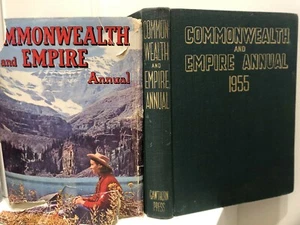 MMONWEALTH
and EMPIRE
Annual
COMMON
WEALTH
AND
EMPIRE
ANNUAL
GAWTHORN
PRESS
COMMONWEALTH
AND
EMPIRE ANNUAL
1955